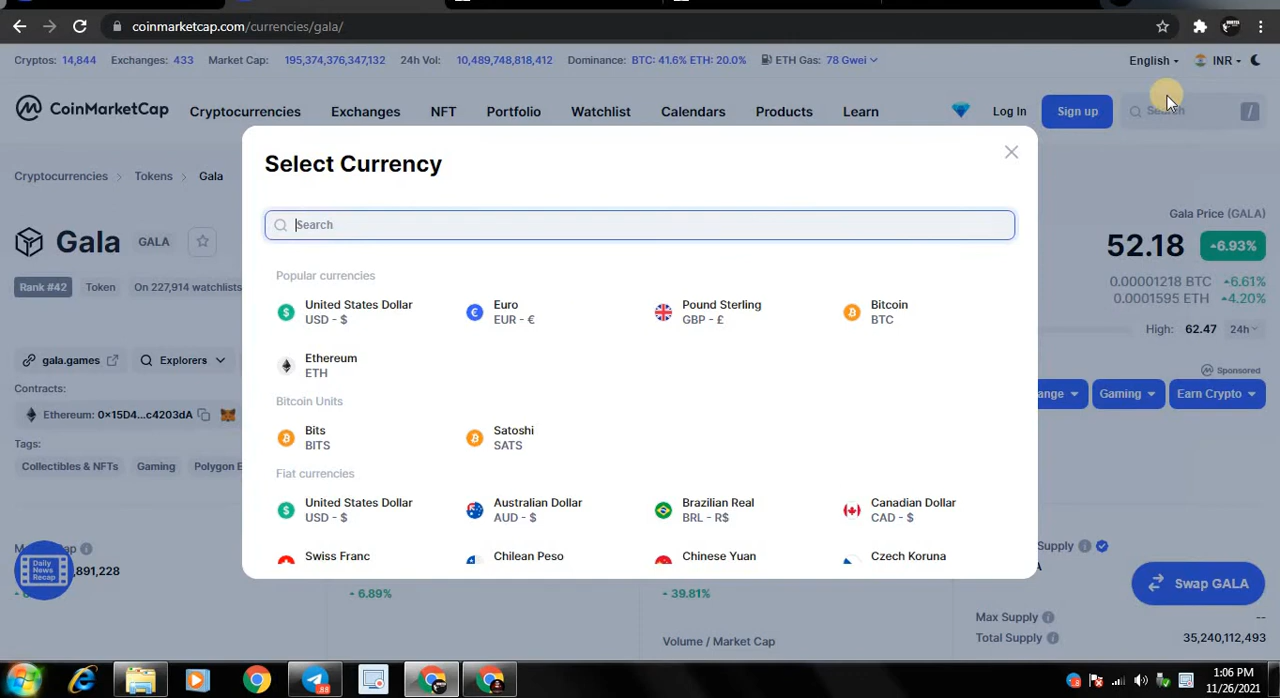 coinmarketcap.com/currencies/gala/
Cryptos: 14,844 Exchanges: 433 Market Cap: 195,374,376,347,132 24h Vol: 10,489,748,818,412 Dominance: BTC: 41.6% ETH: 20.0% ETH Gas: 78 Gwei English INR
CoinMarketCap Cryptocurrencies Exchanges NFT Portfolio Watchlist Calendars Products Learn Log In Sign up Search /
Select Currency
Cryptocurrencies > Tokens > Gala
Search
Gala Price (GALA)
Gala GALA
52.18 6.93%
Popular currencies
Rank #42 Token On 227,914 watchlists
0.00001218 BTC 6.61%
0.0001595 ETH 4.20%
United States Dollar Euro Pound Sterling Bitcoin
USD - $ EUR - € GBP - £ BTC
High: 62.47 24h
gala.games Explorers
Ethereum
ETH
Sponsored
Contracts:
Bitcoin Units
Gaming Earn Crypto
Ethereum: 0x15D4...c4203dA
Bits Satoshi
BITS SATS
Tags:
Collectibles & NFTs Gaming Polygon E
Fiat currencies
United States Dollar Australian Dollar Brazilian Real Canadian Dollar
USD - $ AUD - $ BRL - R$ CAD - $
Swiss Franc Chilean Peso Chinese Yuan Czech Koruna
Supply
Daily
News
Recap
,891,228
Swap GALA
6.89% 39.81%
Max Supply --
Volume / Market Cap
Total Supply 35,240,112,493
88
1:06 PM
11/26/2021